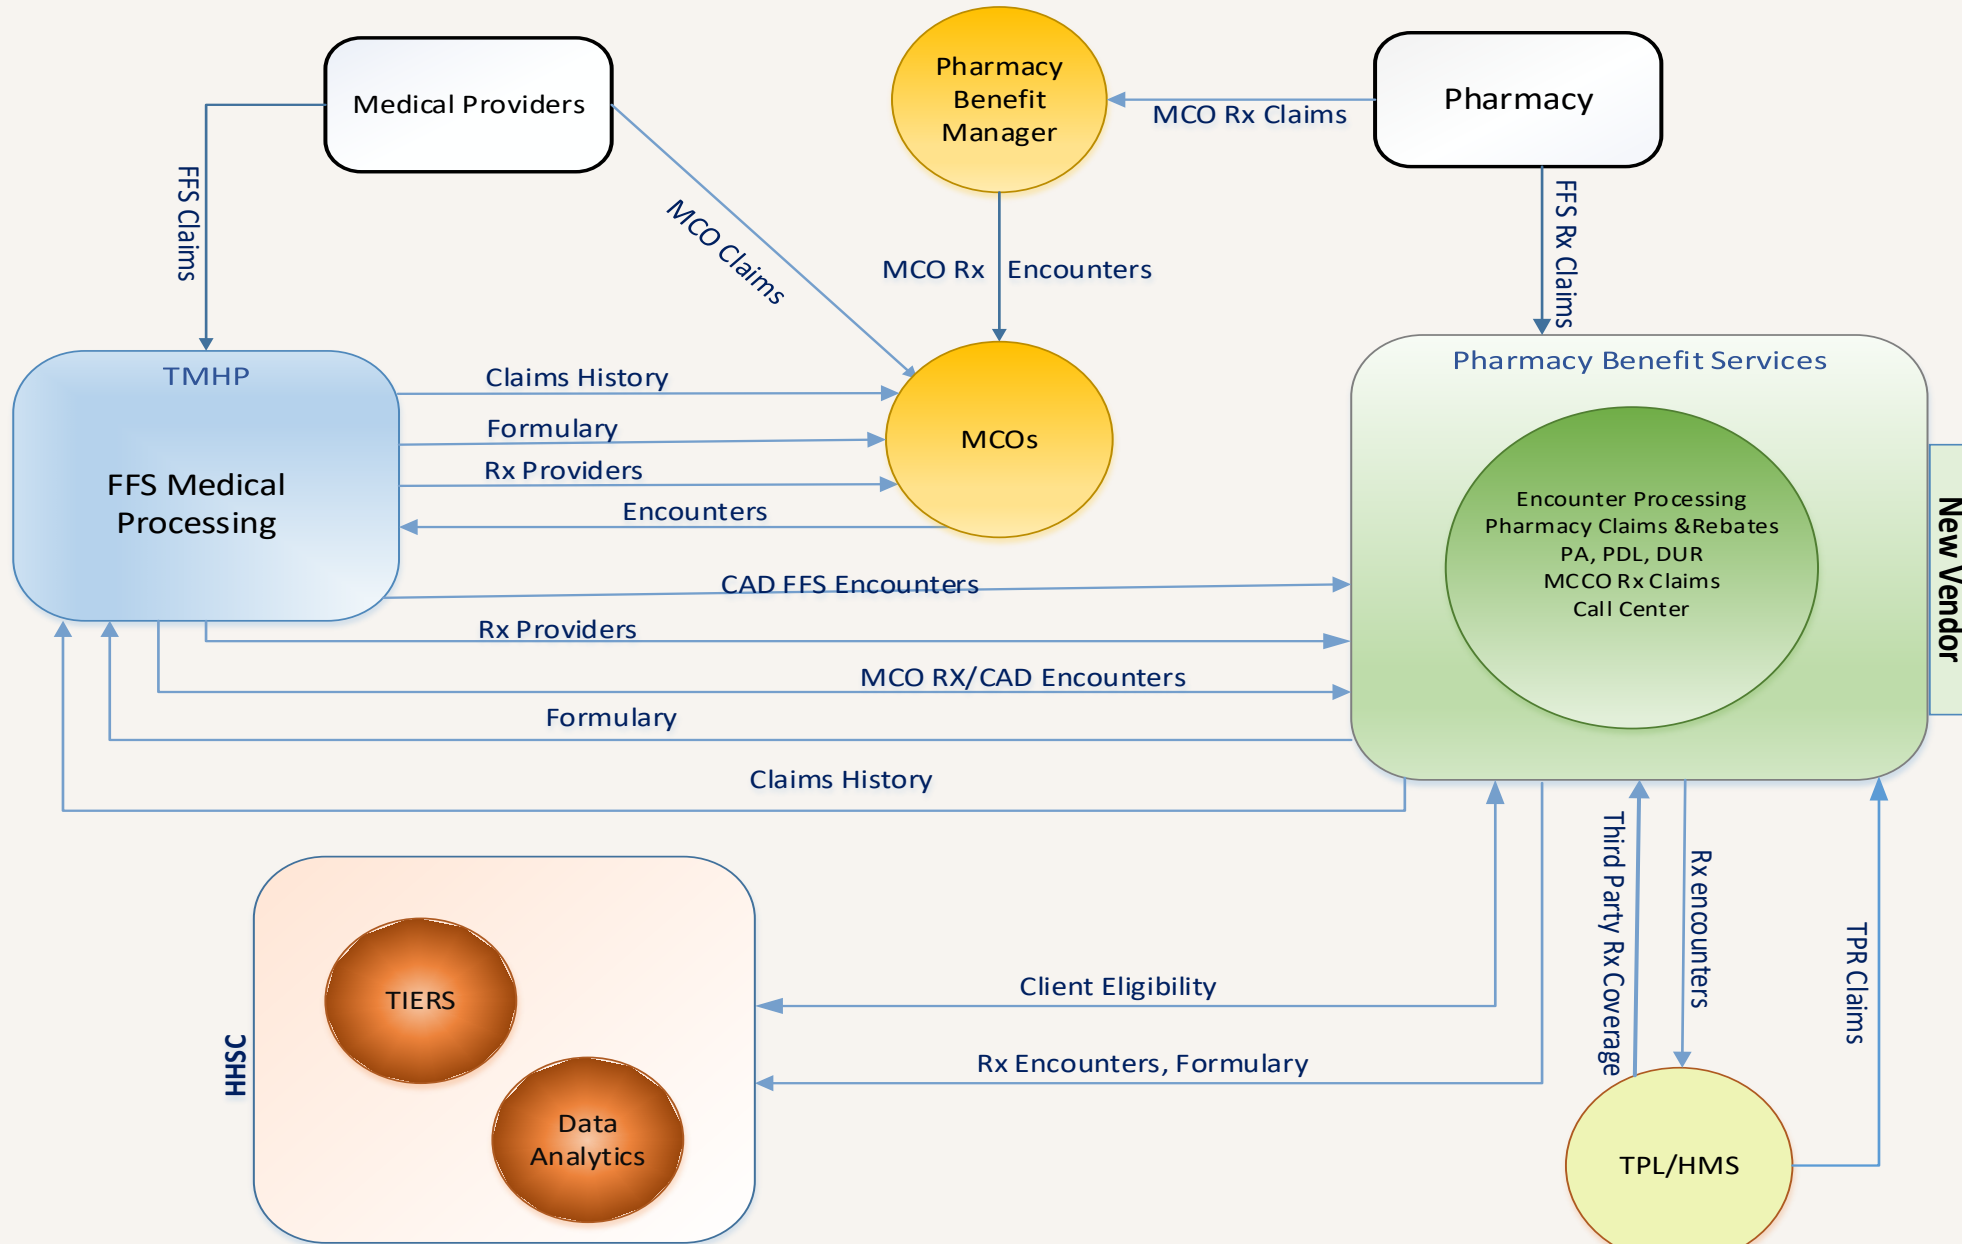 Medical Providers
Pharmacy
Benefit
Manager
Pharmacy
MCO Rx Claims
FFS Claims
MCO Claims
MCO Rx Encounters
FFS Rx Claims
TMHP
FFS Medical
Processing
Claims History
Formulary
Rx Providers
Encounters
MCOs
Pharmacy Benefit Services
Encounter Processing
Pharmacy Claims &Rebates
PA, PDL, DUR
MCCO Rx Claims
Call Center
New Vendor
CAD FFS Encounters
Rx Providers
MCO RX/CAD Encounters
Formulary
Claims History
HHSC
TIERS
Data
Analytics
Client Eligibility
Rx Encounters, Formulary
Third Party Rx Coverage
Rx encounters
TPR Claims
TPL/HMS